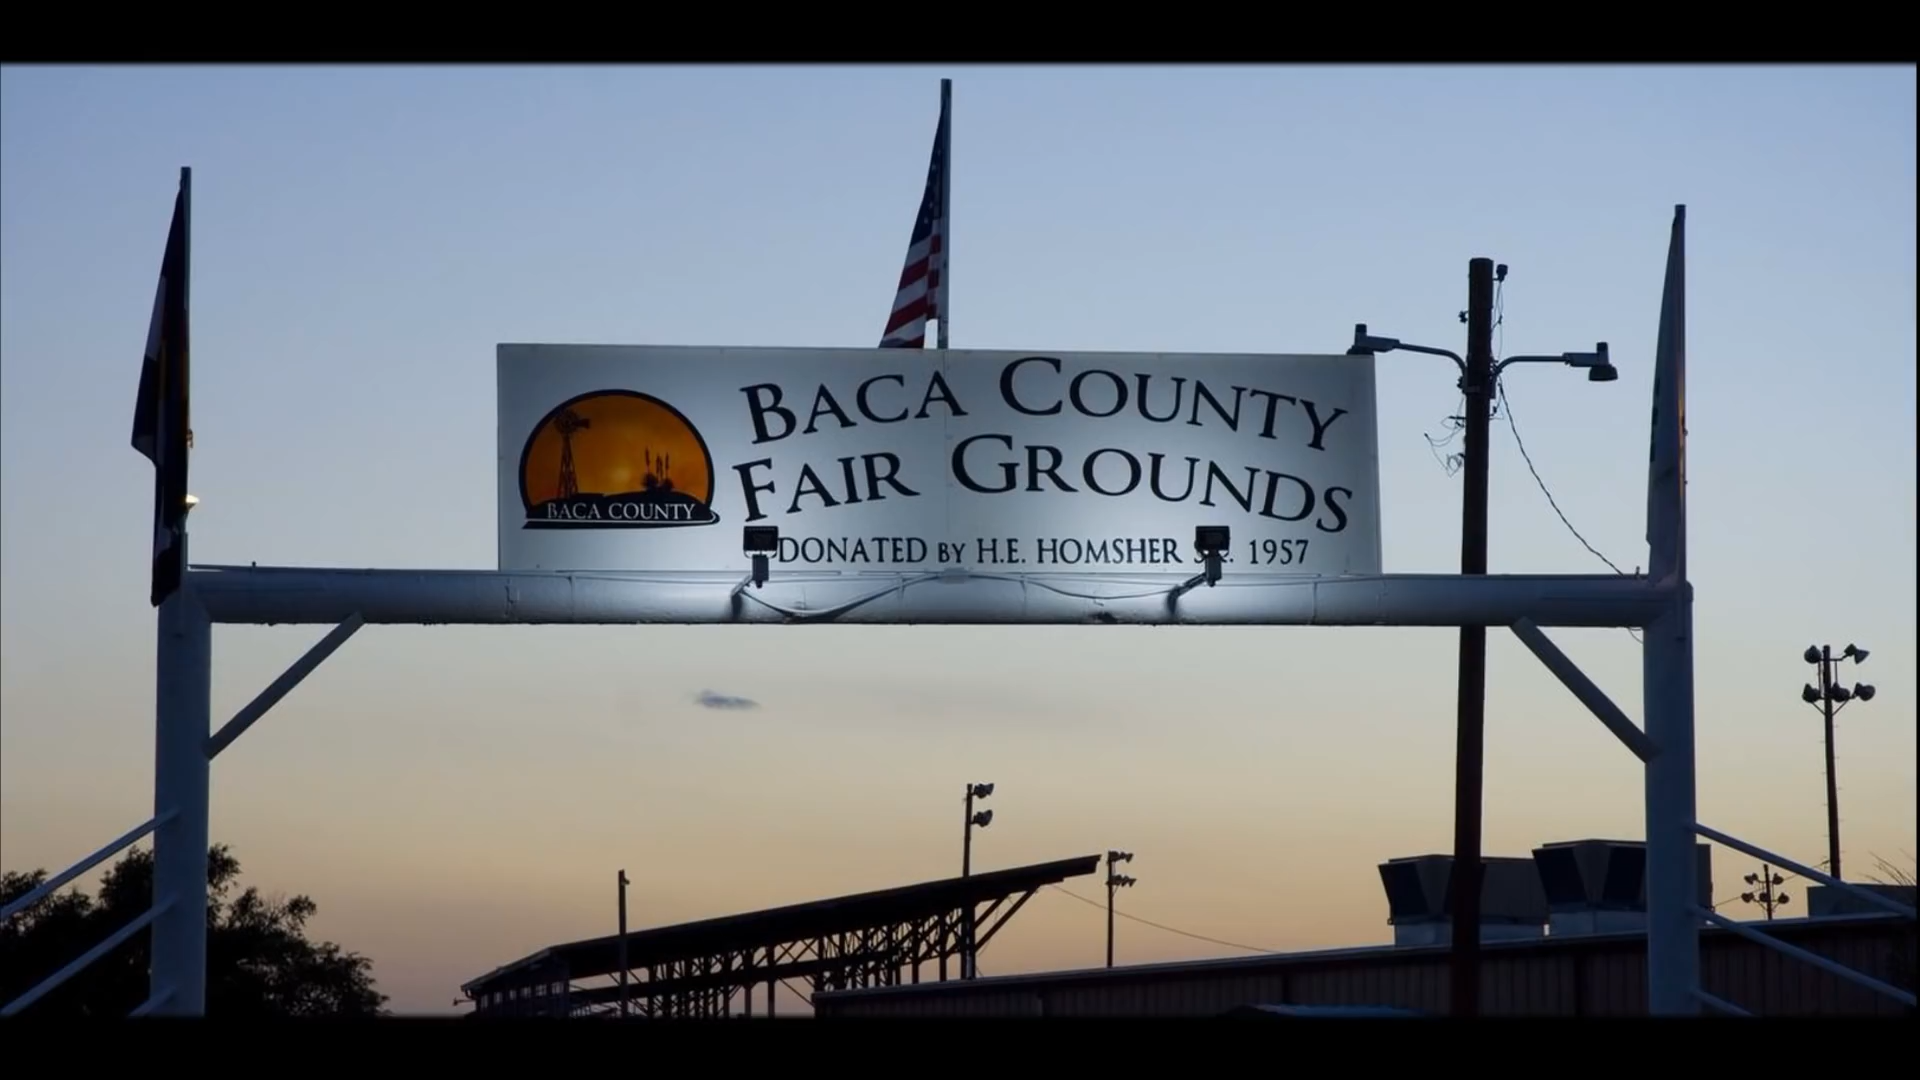 BACA COUNTY
FAIR GROUNDS
DONATED BY H.E. HOMSHER 1957
BACA COUNTY